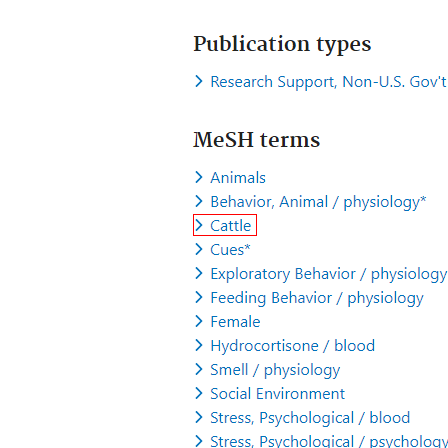 Publication types
Research Support, Non-U.S. Gov't
MeSH terms
Animals
Behavior, Animal / physiology*
Cattle
Cues*
Exploratory Behavior / physiology
Feeding Behavior / physiology
Female
Hydrocortisone / blood
Smell / physiology
Social Environment
Stress, Psychological / blood
Stress, Psychological / psychology